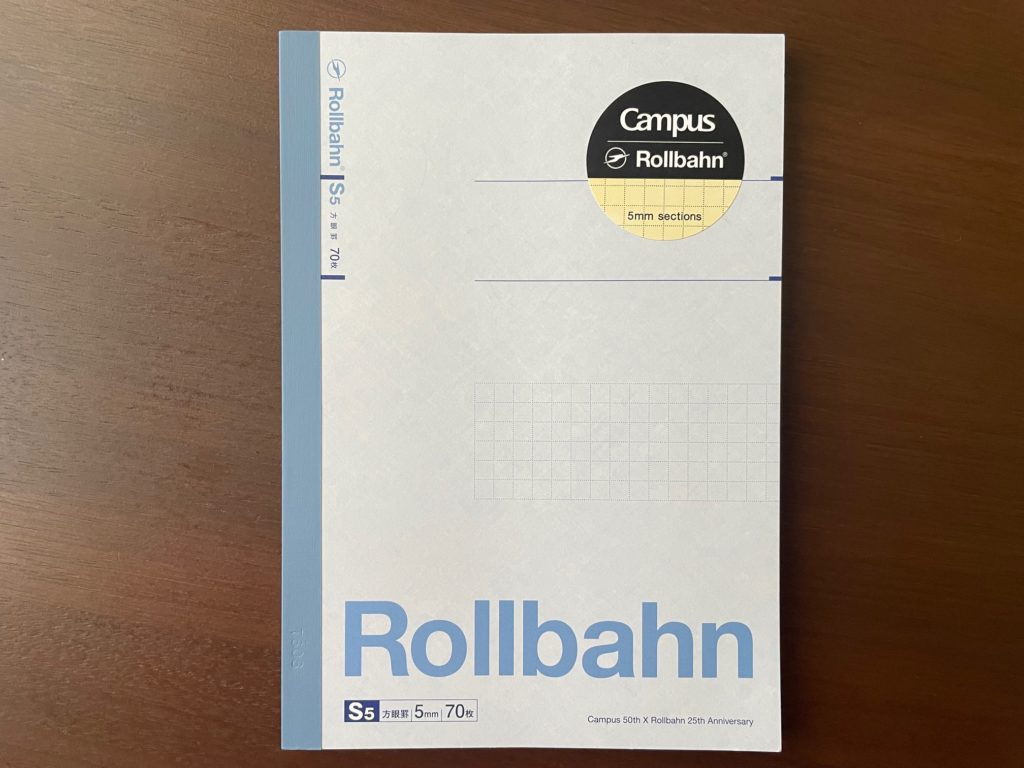 Rollbahn®
S5
方眼罫
70枚
Campus
Rollbahn®
5mm sections
Rollbahn
S5 方眼罫 5mm 70枚
Campus 50th X Rollbahn 25th Anniversary